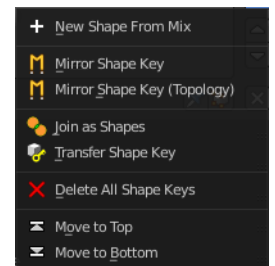 New Shape From Mix
Mirror Shape Key
Mirror Shape Key (Topology)
Join as Shapes
Transfer Shape Key
Delete All Shape Keys
Move to Top
Move to Bottom